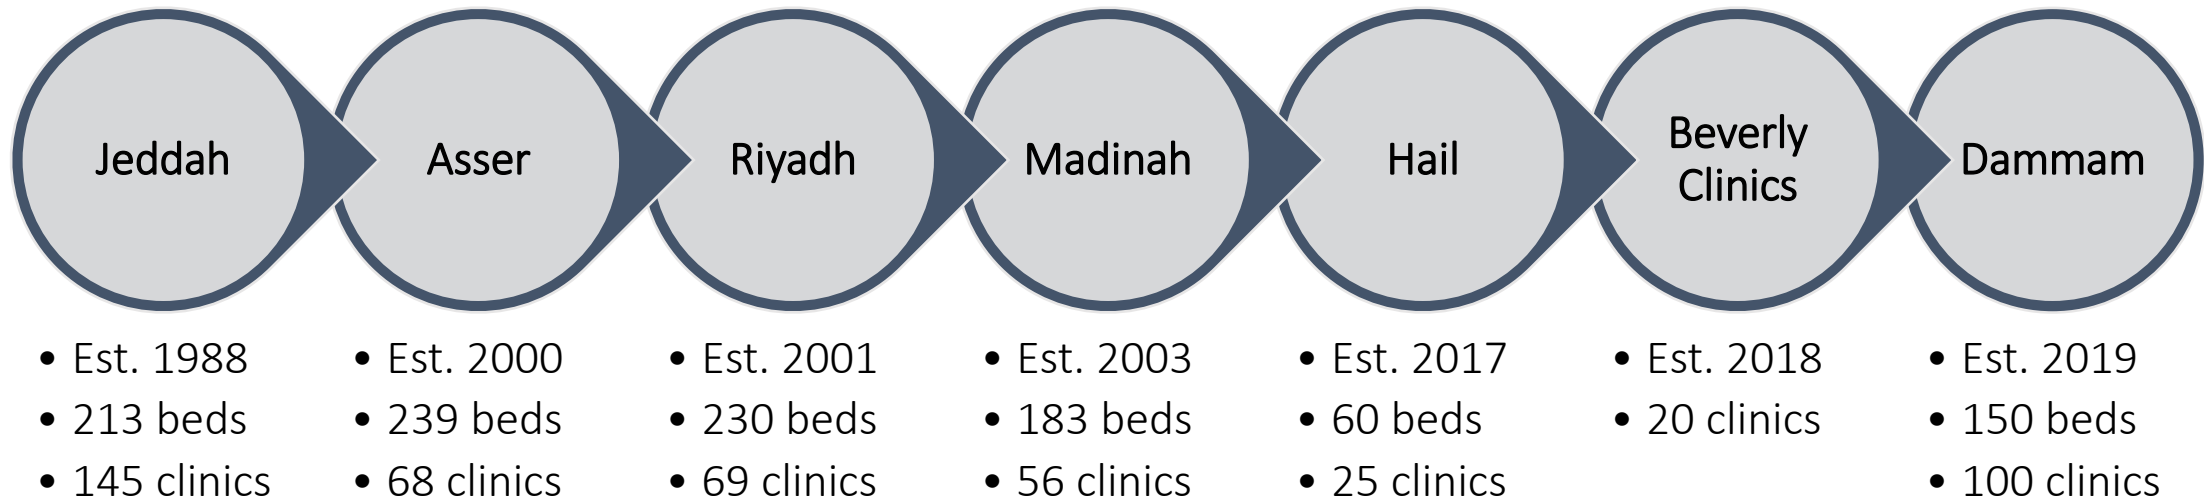 Jeddah
Asser
Riyadh
Madinah
Hail
Beverly
Clinics
Dammam
• Est. 1988
• 213 beds
• 145 clinics
• Est. 2000
• 239 beds
• 68 clinics
• Est. 2001
• 230 beds
• 69 clinics
• Est. 2003
• 183 beds
• 56 clinics
• Est. 2017
• 60 beds
• 25 clinics
• Est. 2018
• 20 clinics
• Est. 2019
• 150 beds
• 100 clinics